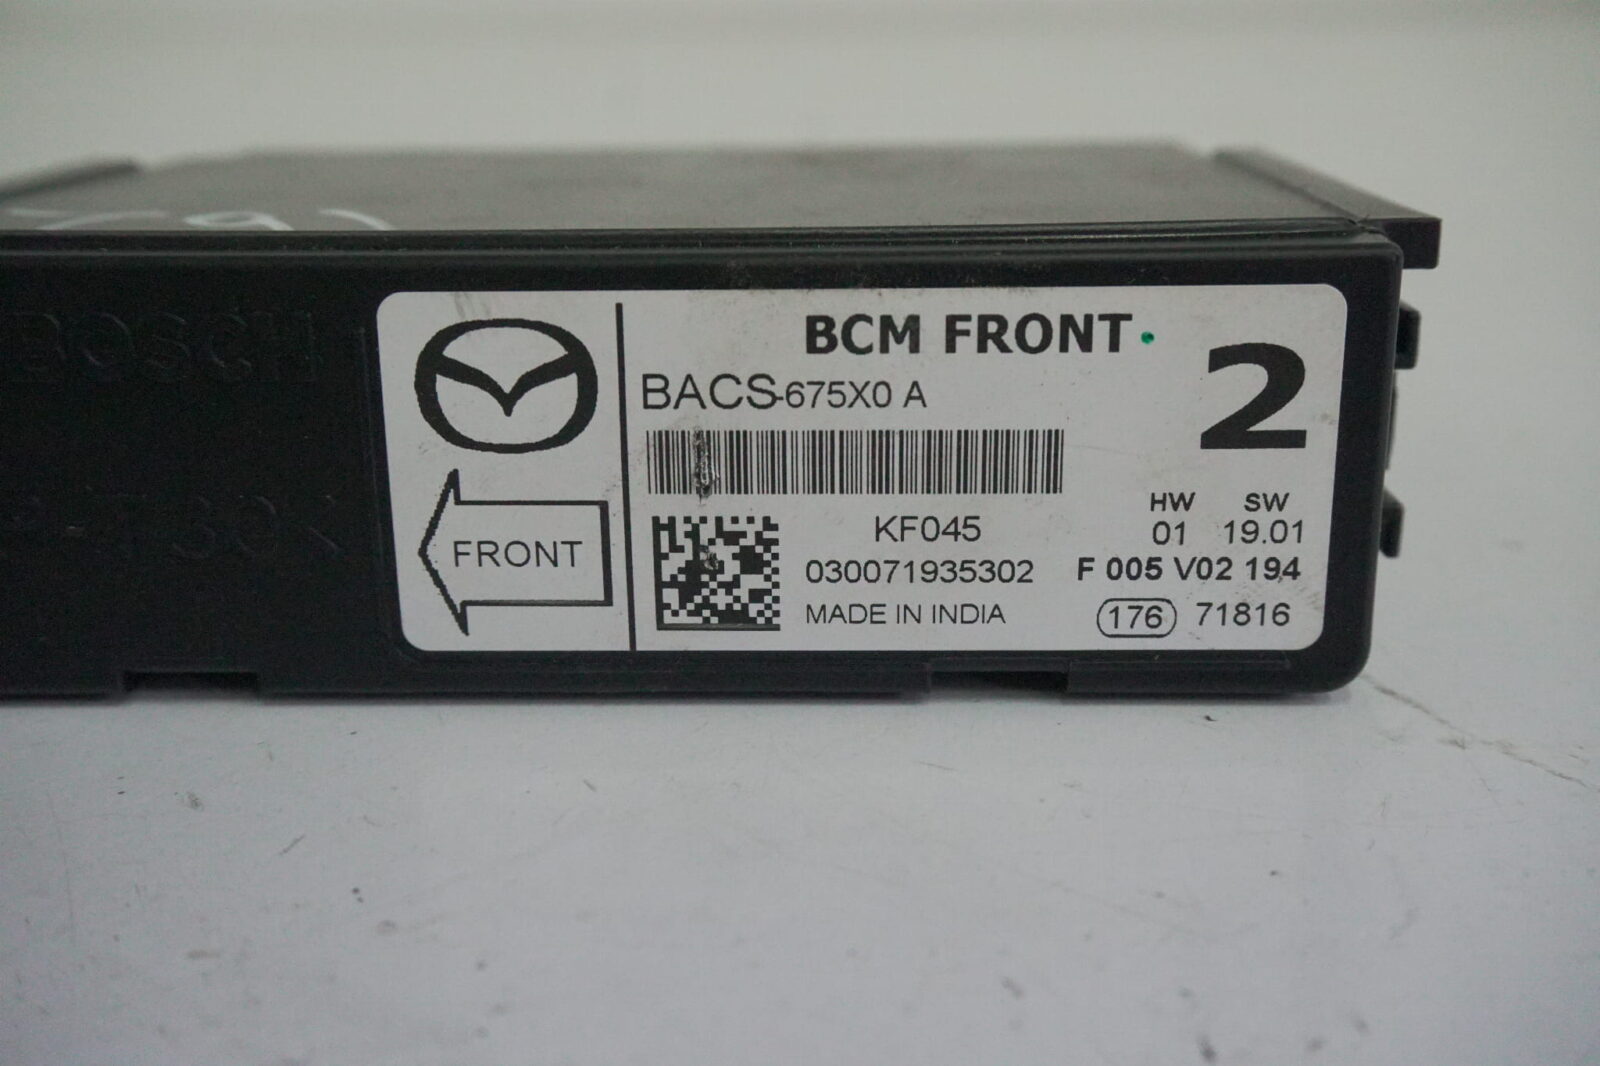 BOSCH
BCM FRONT
2
BACS-675X0 A
FRONT
KF045
HW SW
01 19.01
030071935302
F 005 V02 194
MADE IN INDIA
176 71816